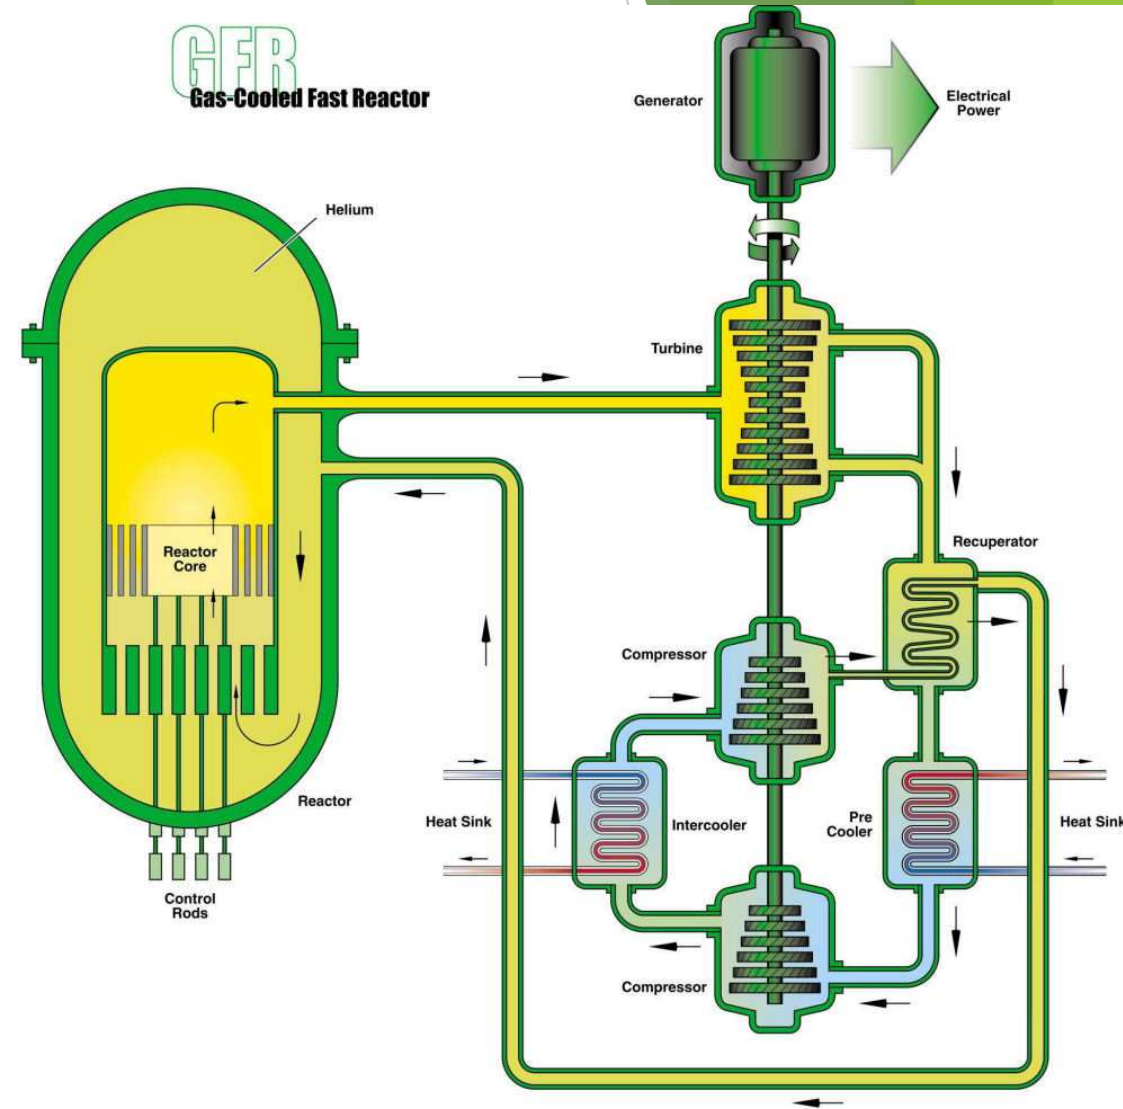 GFR
Gas-Cooled Fast Reactor
Generator
Electrical
Power
Helium
Turbine
Recuperator
Reactor
Core
Compressor
Reactor
Heat Sink
Intercooler
Pre
Cooler
Heat Sink
Control
Rods
Compressor